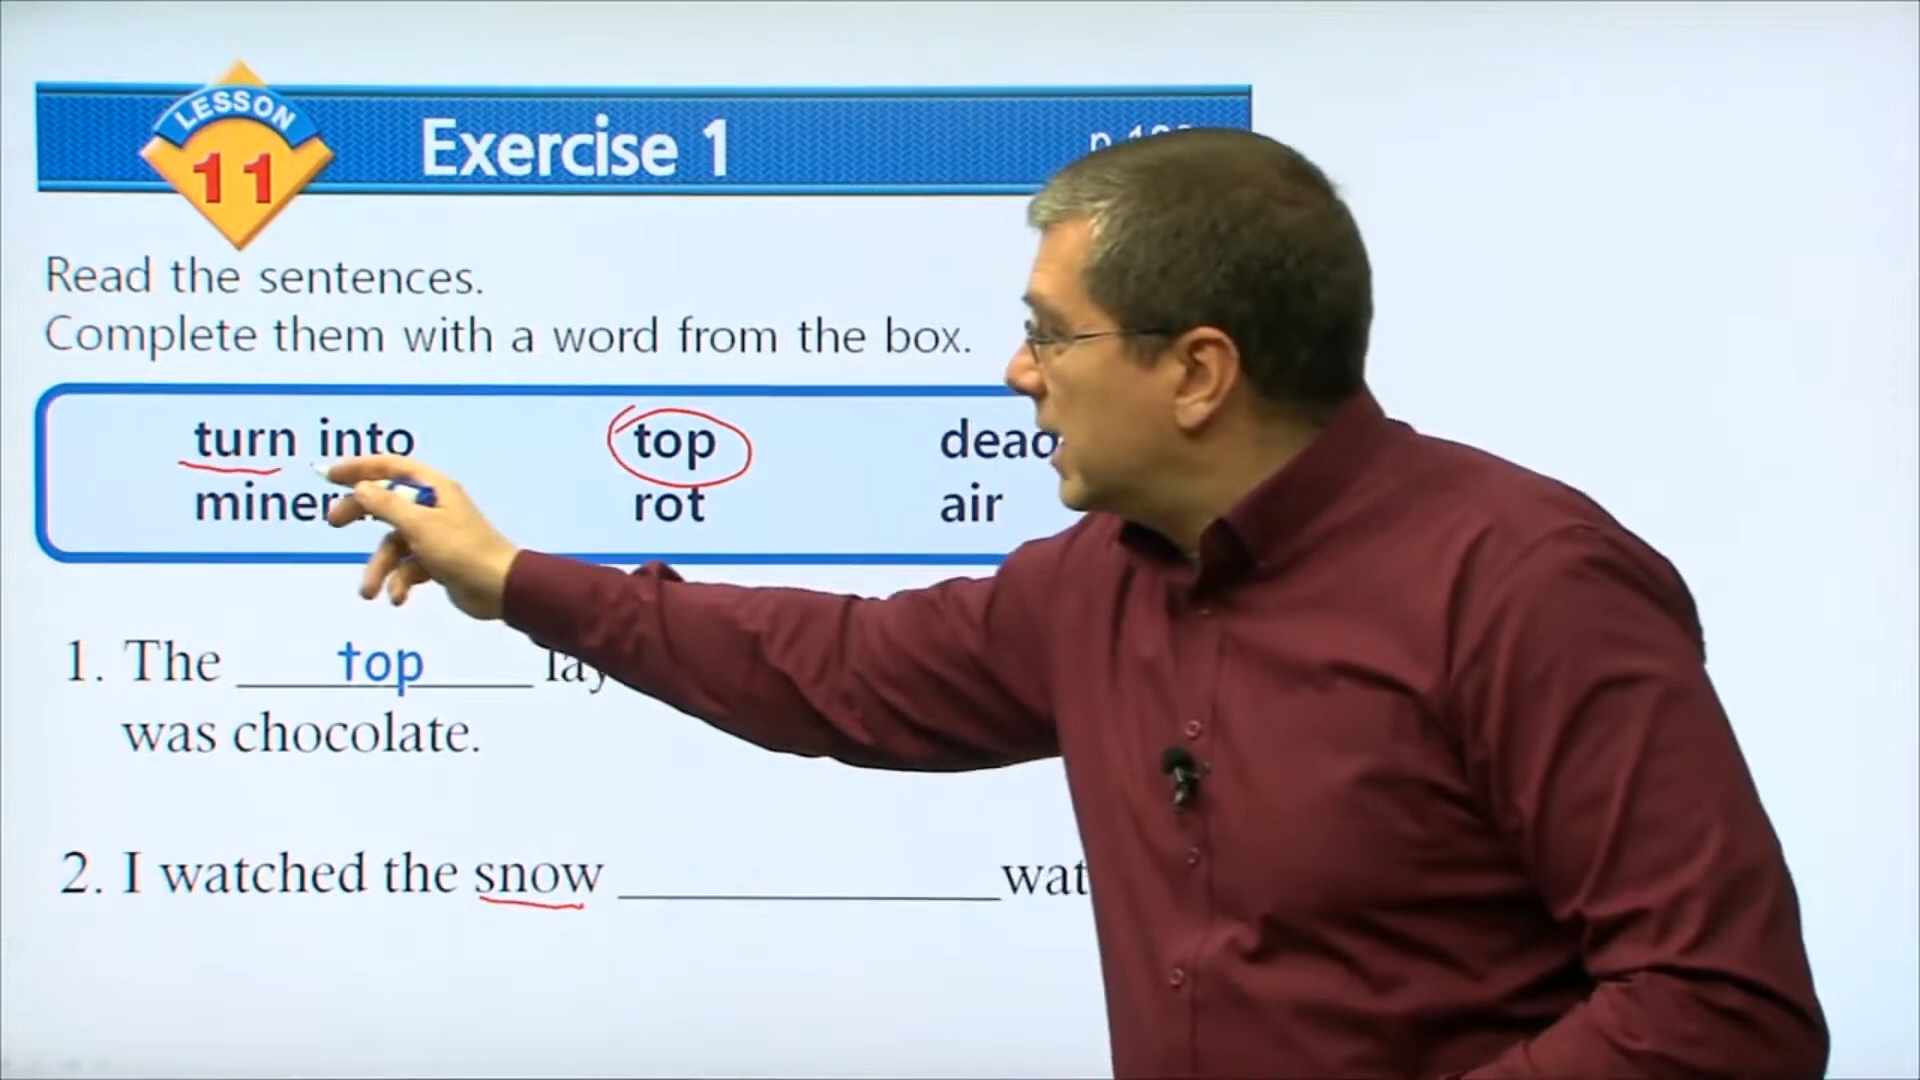 LESSON
11
Exercise 1
Read the sentences.
Complete them with a word from the box.
turn into top
rot air
1. The top
was chocolate.
2. I watched the snow